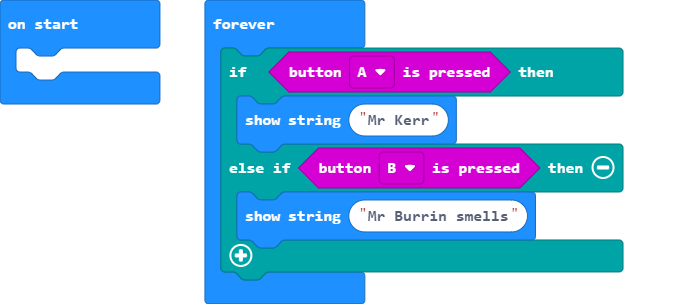 on start
forever
if button A is pressed then
show string "Mr Kerr"
else if button B is pressed then
show string "Mr Burrin smells"